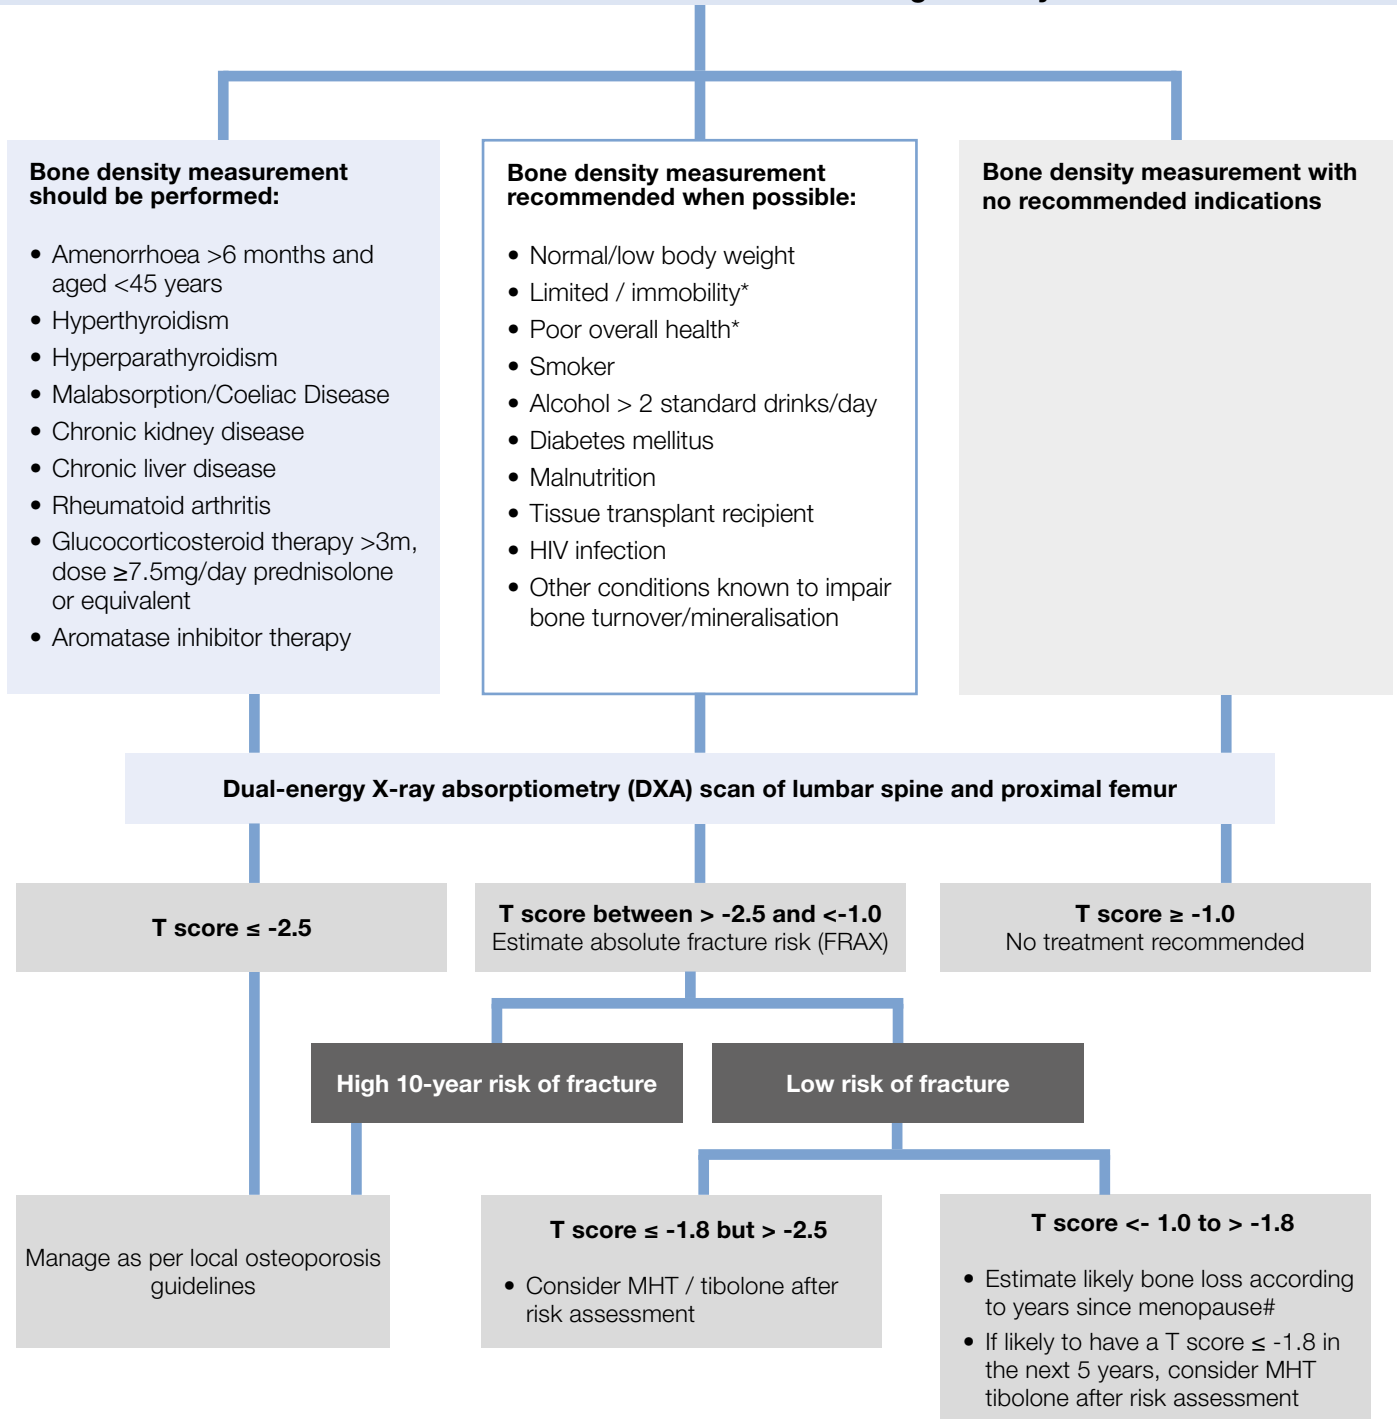 Bone density measurement
should be performed:
• Amenorrhoea >6 months and
aged <45 years
• Hyperthyroidism
• Hyperparathyroidism
• Malabsorption/Coeliac Disease
• Chronic kidney disease
• Chronic liver disease
• Rheumatoid arthritis
• Glucocorticosteroid therapy >3m,
dose ≥7.5mg/day prednisolone
or equivalent
• Aromatase inhibitor therapy
Bone density measurement
recommended when possible:
• Normal/low body weight
• Limited / immobility*
• Poor overall health*
• Smoker
• Alcohol > 2 standard drinks/day
• Diabetes mellitus
• Malnutrition
• Tissue transplant recipient
• HIV infection
• Other conditions known to impair
bone turnover/mineralisation
Bone density measurement with
no recommended indications
Dual-energy X-ray absorptiometry (DXA) scan of lumbar spine and proximal femur
T score ≤ -2.5
T score between > -2.5 and <-1.0
Estimate absolute fracture risk (FRAX)
T score ≥ -1.0
No treatment recommended
High 10-year risk of fracture
Low risk of fracture
Manage as per local osteoporosis
guidelines
T score ≤ -1.8 but > -2.5
• Consider MHT / tibolone after
risk assessment
T score <- 1.0 to > -1.8
• Estimate likely bone loss according
to years since menopause#
• If likely to have a T score ≤ -1.8 in
the next 5 years, consider MHT
tibolone after risk assessment